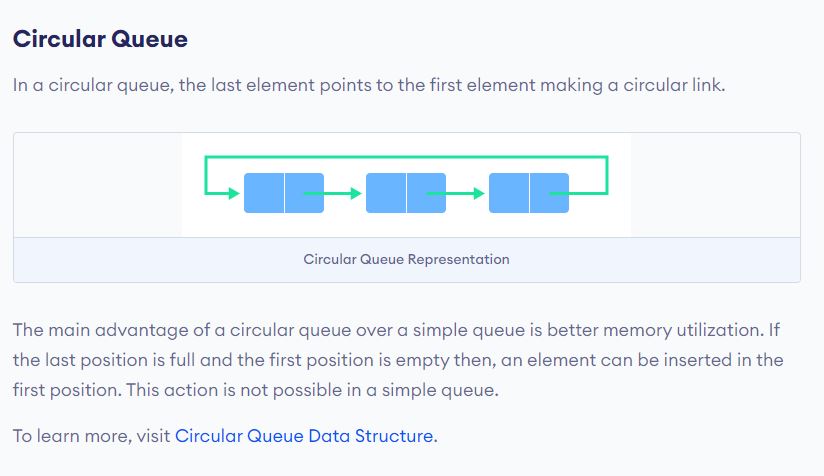 Circular Queue
In a circular queue, the last element points to the first element making a circular link.
Circular Queue Representation
The main advantage of a circular queue over a simple queue is better memory utilization. If
the last position is full and the first position is empty then, an element can be inserted in the
first position. This action is not possible in a simple queue.
To learn more, visit Circular Queue Data Structure.